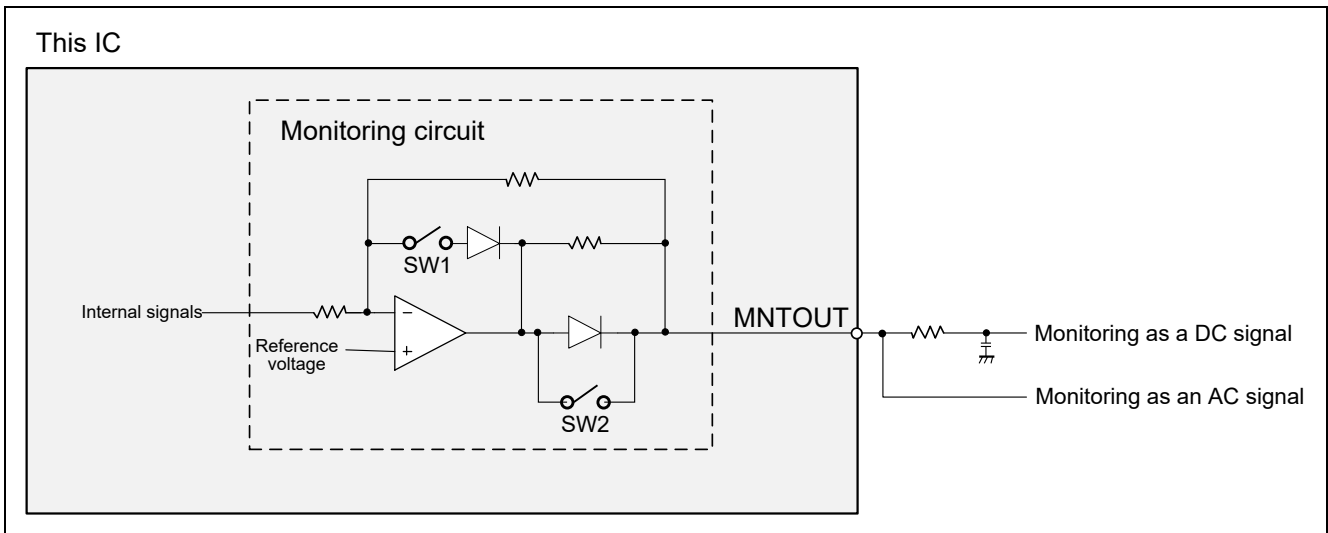 This IC
Monitoring circuit
SW1
Internal signals
−
Reference
voltage
+
MNTOUT
SW2
Monitoring as a DC signal
Monitoring as an AC signal